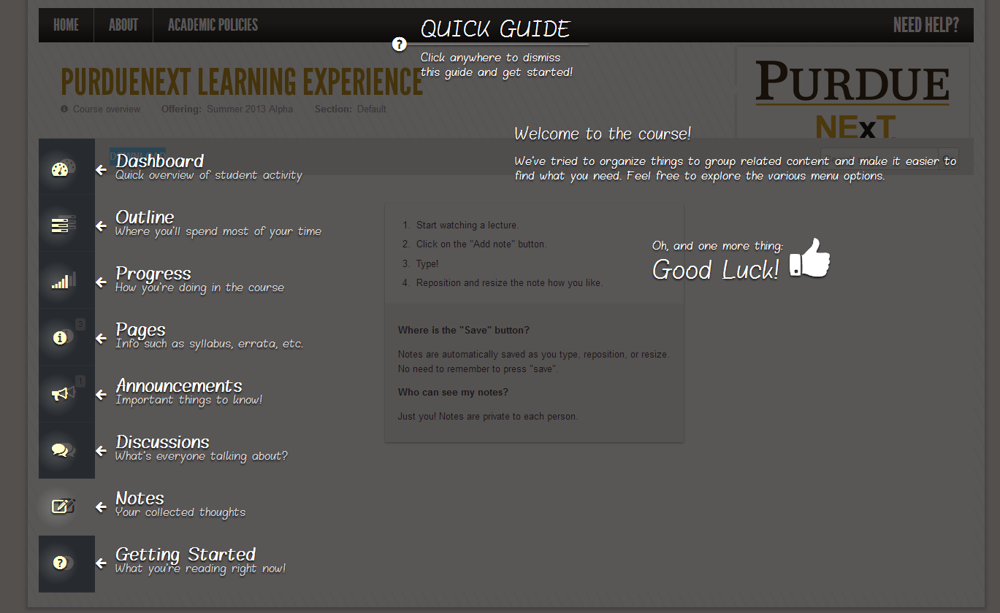 HOME
ABOUT
ACADEMIC POLICIES
QUICK GUIDE
NEED HELP?
?
Click anywhere to dismiss
this guide and get started!
PURDUENEXT LEARNING EXPERIENCE
Course overview Offering: Summer 2013 Alpha Section: Default
PURDUE
NExT
Welcome to the course!
We've tried to organize things to group related content and make it easier to
find what you need. Feel free to explore the various menu options.
DOWNLOAD
Dashboard
Quick overview of student activity
Outline
Where you'll spend most of your time
Progress
How you're doing in the course
3
Pages
Info such as syllabus, errata, etc.
1
Announcements
Important things to know!
Discussions
What's everyone talking about?
Notes
Your collected thoughts
?
Getting Started
What you're reading right now!
1. Start watching a lecture.
2. Click on the "Add note" button.
3. Type!
4. Reposition and resize the note how you like.
Where is the "Save" button?
Notes are automatically saved as you type, reposition, or resize.
No need to remember to press "save".
Who can see my notes?
Just you! Notes are private to each person.
Oh, and one more thing:
Good Luck!